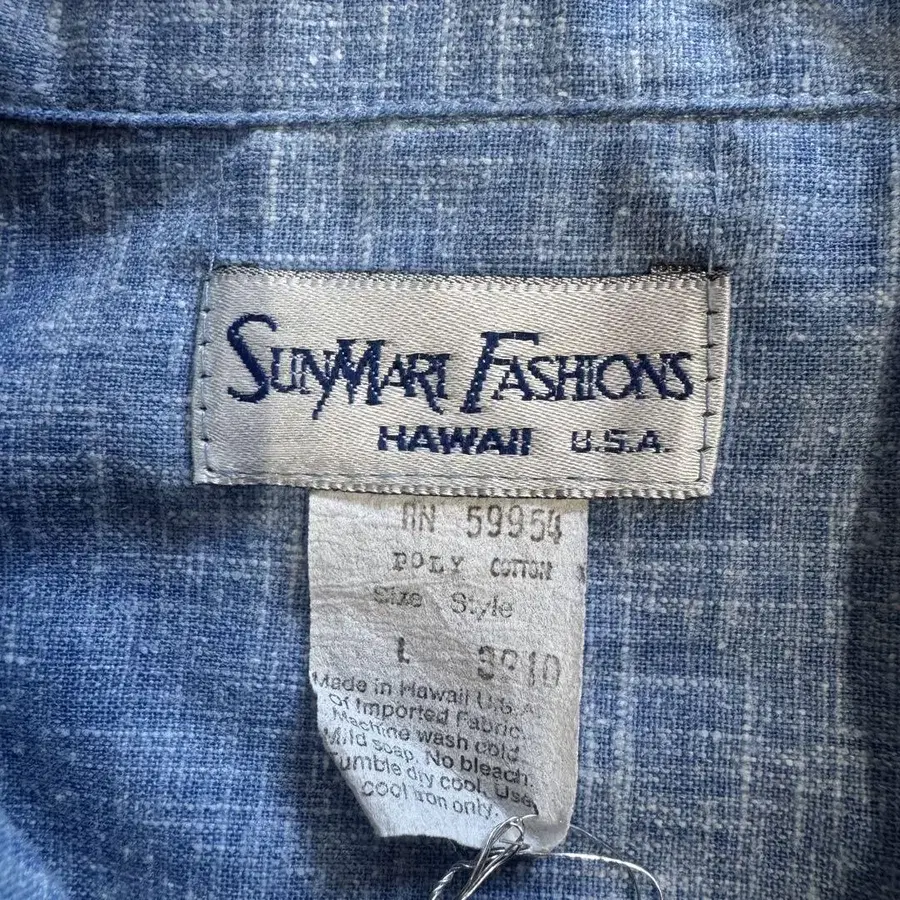 SUNMART FASHIONS
HAWAII U.S.A.
RN 59954
POLY COTTON
Size Style
L
Made in Hawaii U.S.A.
Of Imported Fabric.
Machine wash cold
Mild soap. No bleach.
Tumble dry cool. Use
cool iron only.